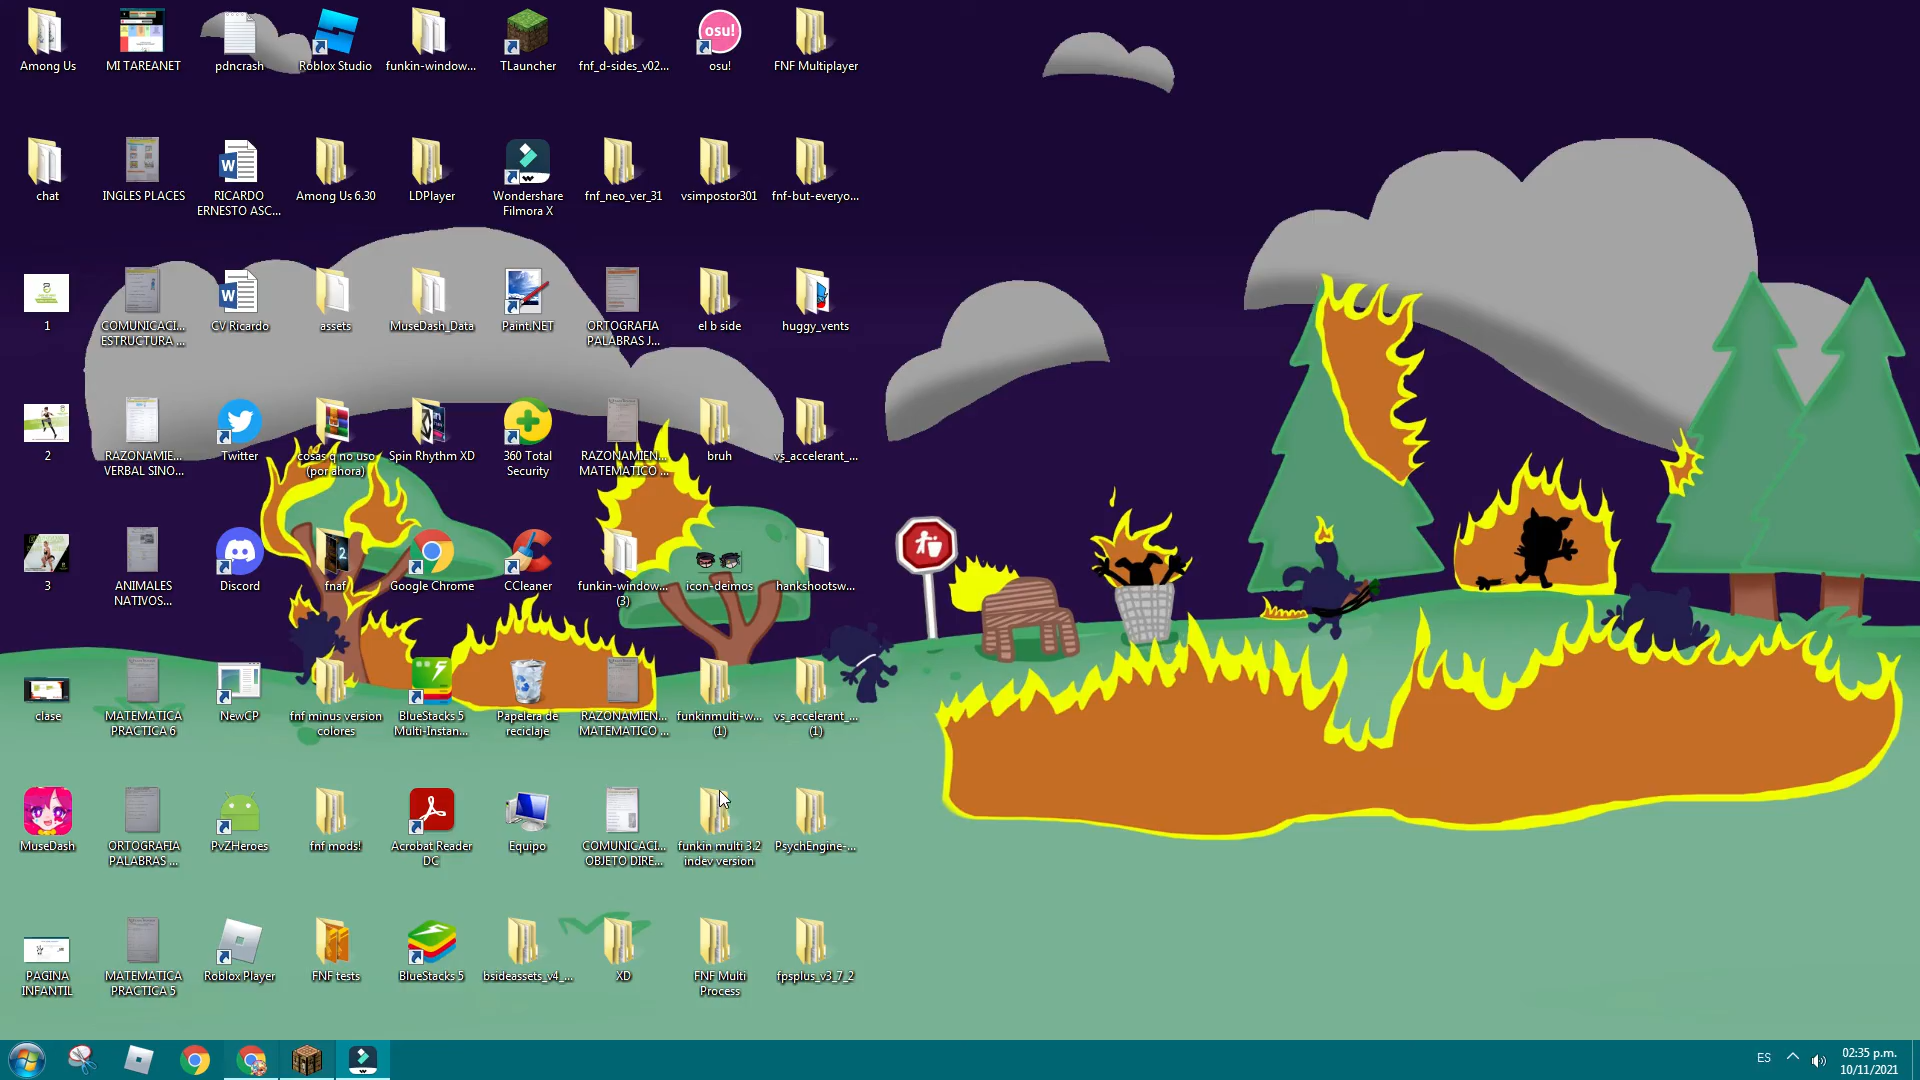 Among Us
MI TAREANET
pdncrash
Roblox Studio
funkin-window...
TLauncher
fnf_d-sides_v02...
osu!
osu!
FNF Multiplayer
chat
INGLES PLACES
RICARDO
ERNESTO ASC...
Among Us 6.30
LDPlayer
Wondershare
Filmora X
fnf_neo_ver_31
vsimpostor301
fnf-but-everyo...
1
COMUNICACI...
ESTRUCTURA ...
CV Ricardo
assets
MuseDash_Data
Paint.NET
ORTOGRAFIA
PALABRAS J...
el b side
huggy_vents
2
RAZONAMIE...
VERBAL SINO...
Twitter
cosas q no uso
(por ahora)
Spin Rhythm XD
360 Total
Security
RAZONAMIEN...
MATEMATICO ...
bruh
vs_accelerant_...
3
ANIMALES
NATIVOS...
Discord
fnaf
Google Chrome
CCleaner
funkin-window...
(3)
icon-deimos
hankshootsw...
clase
MATEMATICA
PRACTICA 6
NewCP
fnf minus version
colores
BlueStacks 5
Multi-Instan...
Papelera de
reciclaje
RAZONAMIEN...
MATEMATICO ...
funkinmulti-w...
(1)
vs_accelerant_...
(1)
MuseDash
ORTOGRAFIA
PALABRAS ...
PvZHeroes
fnf mods!
Acrobat Reader
DC
Equipo
COMUNICACI...
OBJETO DIRE...
funkin multi 3.2
indev version
PsychEngine-...
PAGINA
INFANTIL
MATEMATICA
PRACTICA 5
Roblox Player
FNF tests
BlueStacks 5
bsideassets_v4_...
XD
FNF Multi
Process
fpsplus_v3_7_2
ES
02:35 p.m.
10/11/2021